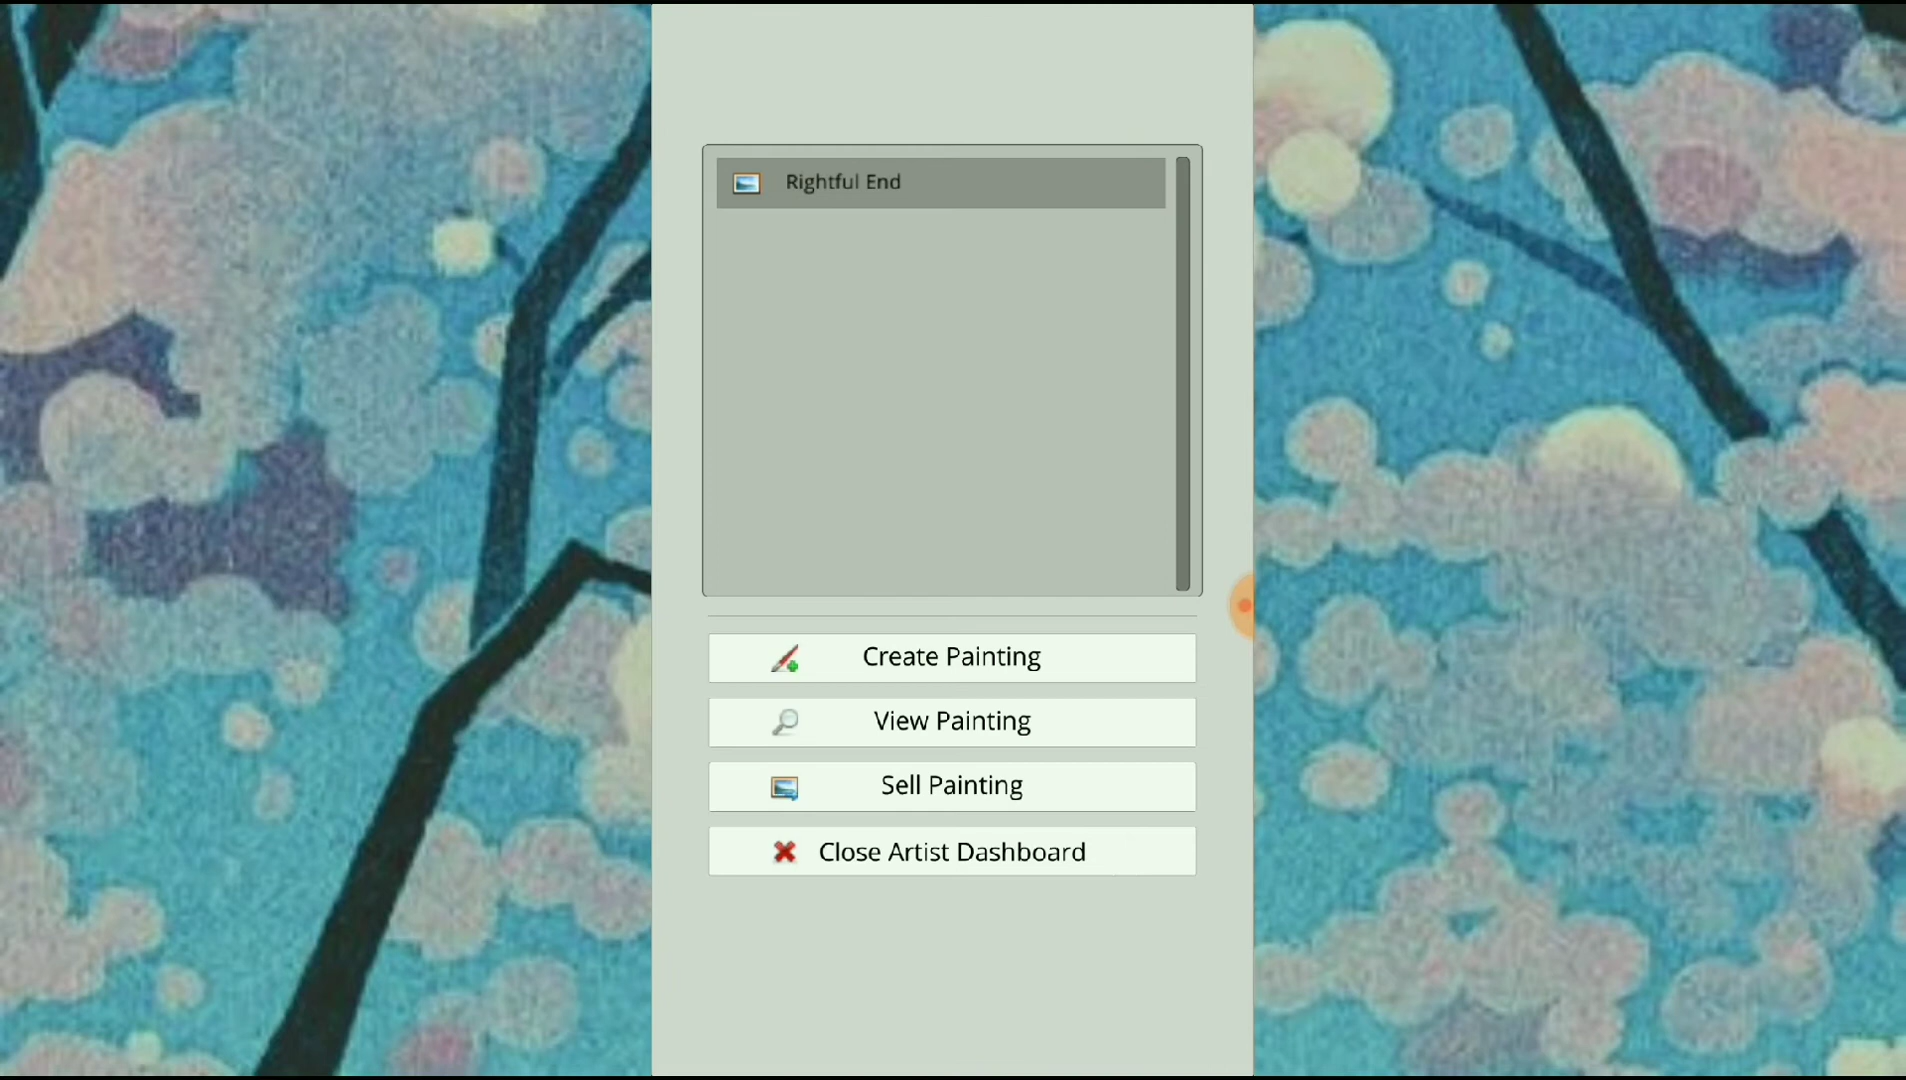 Rightful End
Create Painting
View Painting
Sell Painting
Close Artist Dashboard